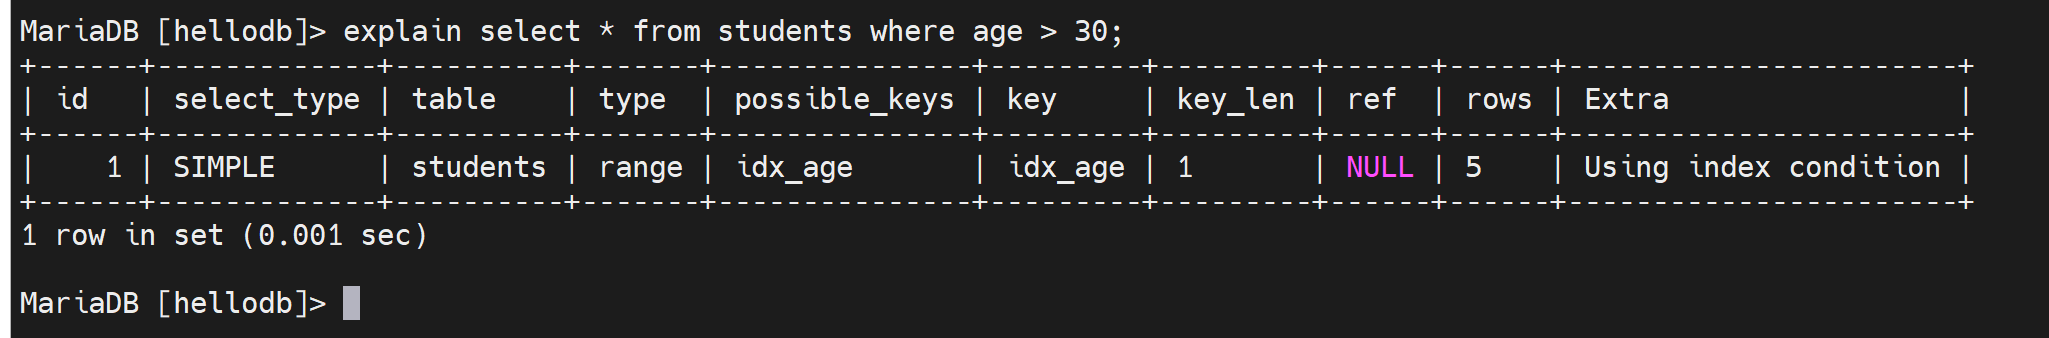 MariaDB [hellodb]> explain select * from students where age > 30;
+------+-------------+----------+-------+---------------+---------+---------+------+------+-----------------------+
| id   | select_type | table    | type  | possible_keys | key     | key_len | ref  | rows | Extra                 |
+------+-------------+----------+-------+---------------+---------+---------+------+------+-----------------------+
|    1 | SIMPLE      | students | range | idx_age       | idx_age | 1       | NULL | 5    | Using index condition |
+------+-------------+----------+-------+---------------+---------+---------+------+------+-----------------------+
1 row in set (0.001 sec)
MariaDB [hellodb]>